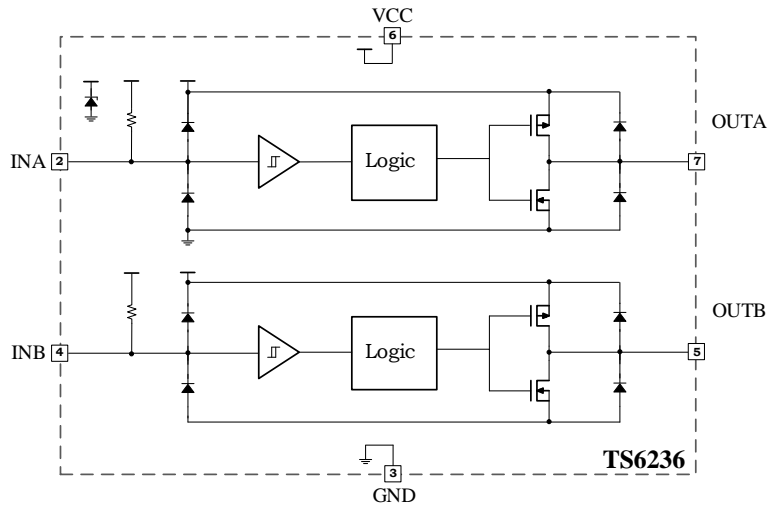 VCC
6
OUTA
INA 2
Logic
7
OUTB
INB 4
Logic
5
TS6236
3
GND